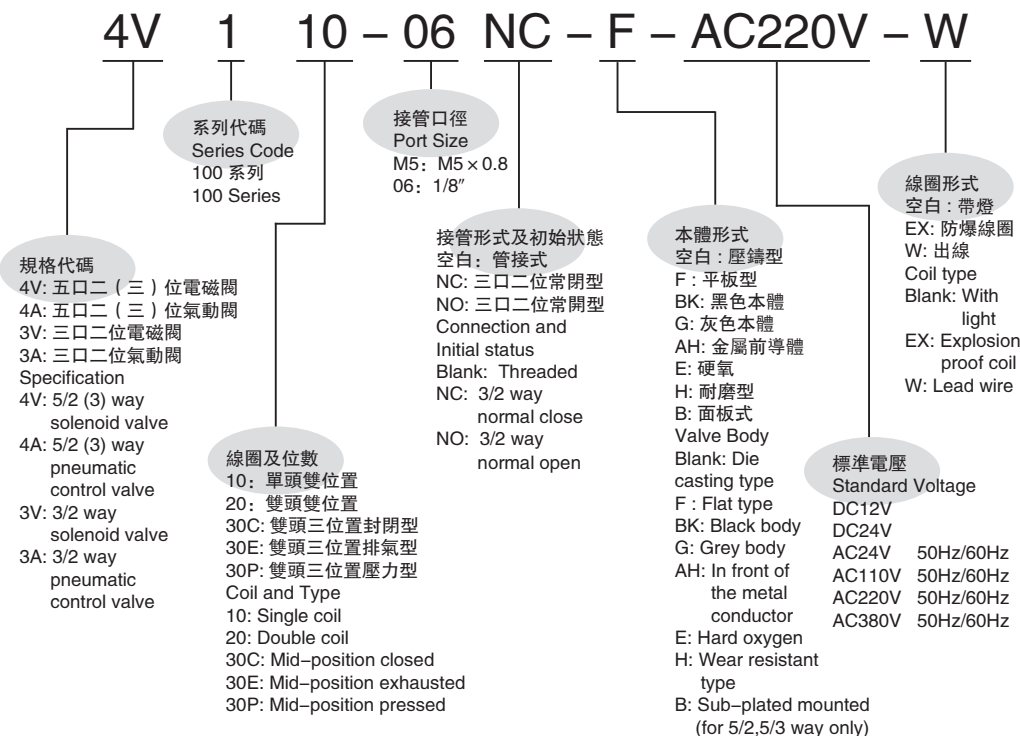 4V 1 10 – 06 NC – F – AC220V – W
規格代碼
4V: 五口二（三）位電磁閥
4A: 五口二（三）位氣動閥
3V: 三口二位電磁閥
3A: 三口二位氣動閥
Specification
4V: 5/2 (3) way
solenoid valve
4A: 5/2 (3) way
pneumatic
control valve
3V: 3/2 way
solenoid valve
3A: 3/2 way
pneumatic
control valve
系列代碼
Series Code
100 系列
100 Series
線圈及位數
10：單頭雙位置
20：雙頭雙位置
30C: 雙頭三位置封閉型
30E: 雙頭三位置排氣型
30P: 雙頭三位置壓力型
Coil and Type
10: Single coil
20: Double coil
30C: Mid–position closed
30E: Mid–position exhausted
30P: Mid–position pressed
接管口徑
Port Size
M5：M5×0.8
06：1/8″
接管形式及初始狀態
空白：管接式
NC: 三口二位常閉型
NO: 三口二位常開型
Connection and
Initial status
Blank: Threaded
NC: 3/2 way
normal close
NO: 3/2 way
normal open
本體形式
空白 : 壓鑄型
F : 平板型
BK: 黑色本體
G: 灰色本體
AH: 金屬前導體
E: 硬氧
H: 耐磨型
B: 面板式
Valve Body
Blank: Die
casting type
F : Flat type
BK: Black body
G: Grey body
AH: In front of
the metal
conductor
E: Hard oxygen
H: Wear resistant
type
B: Sub–plated mounted
(for 5/2,5/3 way only)
標準電壓
Standard Voltage
DC12V
DC24V
AC24V 50Hz/60Hz
AC110V 50Hz/60Hz
AC220V 50Hz/60Hz
AC380V 50Hz/60Hz
線圈形式
空白 : 帶燈
EX: 防爆線圈
W: 出線
Coil type
Blank: With
light
EX: Explosion
proof coil
W: Lead wire